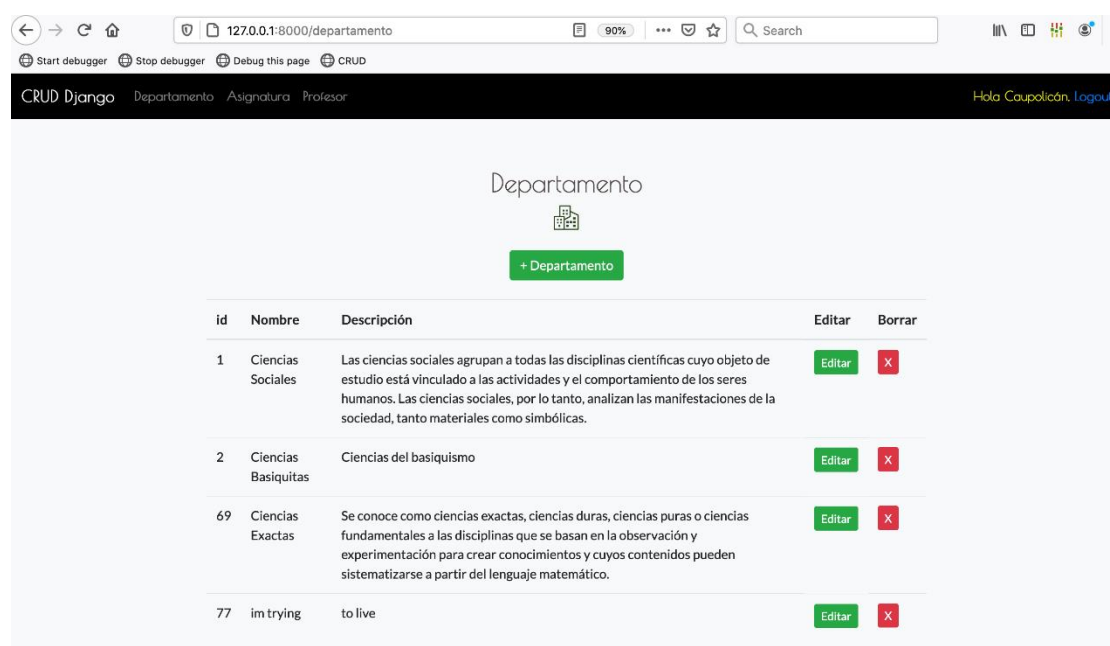 127.0.0.1:8000/departamento 90% Search
Start debugger Stop debugger Debug this page CRUD
CRUD Django Departamento Asignatura Profesor Hola Caupolicán, Logout
Departamento
+ Departamento
id Nombre Descripción Editar Borrar
1 Ciencias Sociales Las ciencias sociales agrupan a todas las disciplinas científicas cuyo objeto de Editar X
estudio está vinculado a las actividades y el comportamiento de los seres
humanos. Las ciencias sociales, por lo tanto, analizan las manifestaciones de la
sociedad, tanto materiales como simbólicas.
2 Ciencias Basiquitas Ciencias del basiquismo Editar X
69 Ciencias Exactas Se conoce como ciencias exactas, ciencias duras, ciencias puras o ciencias Editar X
fundamentales a las disciplinas que se basan en la observación y
experimentación para crear conocimientos y cuyos contenidos pueden
sistematizarse a partir del lenguaje matemático.
77 im trying to live Editar X